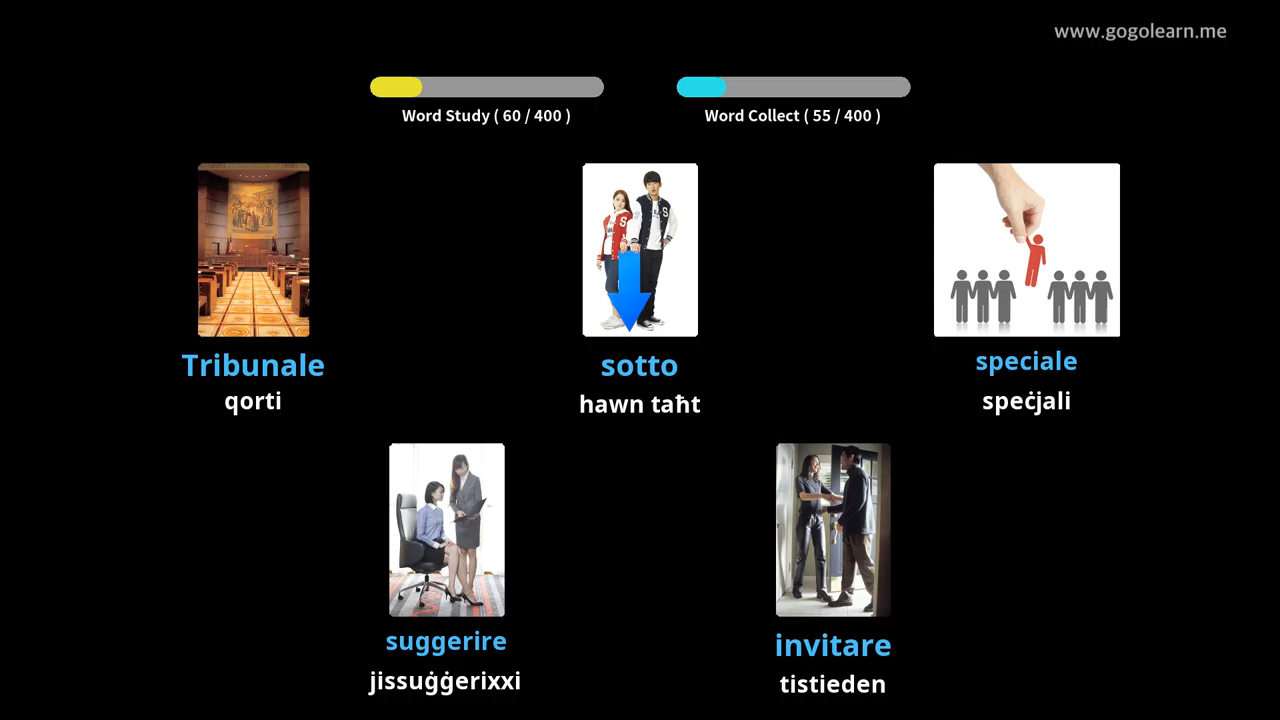 www.gogolearn.me
Word Study ( 60 / 400 )
Word Collect ( 55 / 400 )
Tribunale
qorti
sotto
hawn taħt
speciale
speċjali
suggerire
jissuġġerixxi
invitare
tistieden